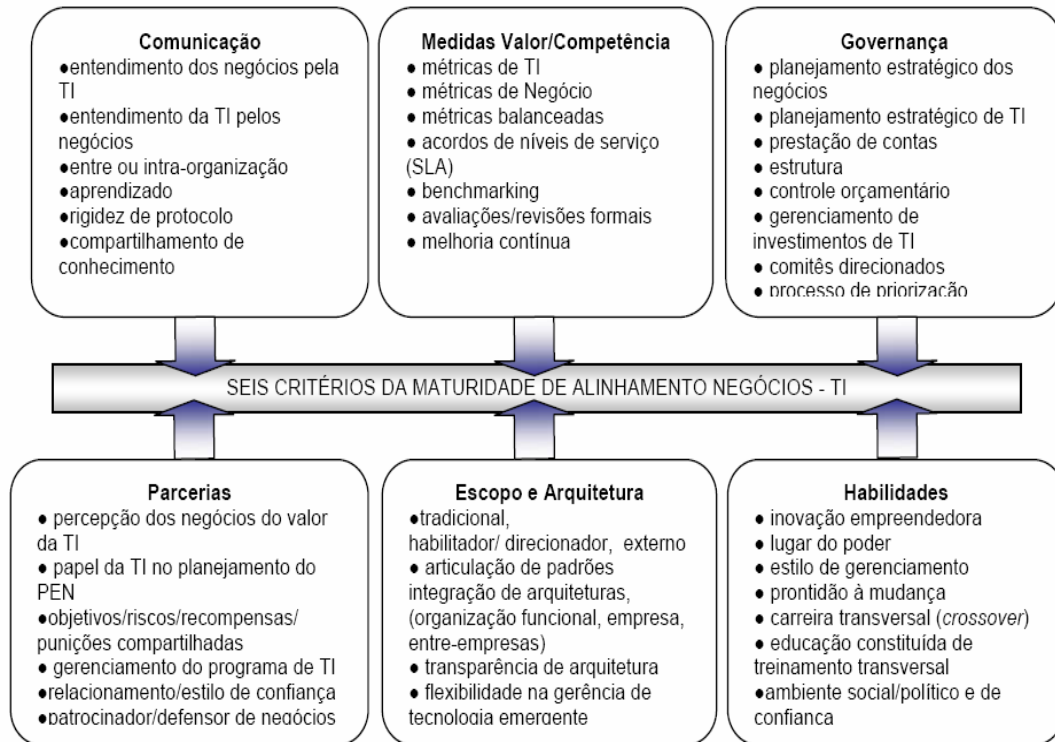 Comunicação
●entendimento dos negócios pela
TI
●entendimento da TI pelos
negócios
●entre ou intra-organização
●aprendizado
●rigidez de protocolo
●compartilhamento de
conhecimento
Medidas Valor/Competência
● métricas de TI
● métricas de Negócio
● métricas balanceadas
● acordos de níveis de serviço
(SLA)
● benchmarking
● avaliações/revisões formais
● melhoria contínua
Governança
● planejamento estratégico dos
negócios
● planejamento estratégico de TI
● prestação de contas
● estrutura
● controle orçamentário
● gerenciamento de
investimentos de TI
● comitês direcionados
● processo de priorização
SEIS CRITÉRIOS DA MATURIDADE DE ALINHAMENTO NEGÓCIOS - TI
Parcerias
● percepção dos negócios do valor
da TI
● papel da TI no planejamento do
PEN
●objetivos/riscos/recompensas/
punições compartilhadas
● gerenciamento do programa de TI
●relacionamento/estilo de confiança
●patrocinador/defensor de negócios
Escopo e Arquitetura
●tradicional,
habilitador/ direcionador, externo
● articulação de padrões
integração de arquiteturas,
(organização funcional, empresa,
entre-empresas)
● transparência de arquitetura
● flexibilidade na gerência de
tecnologia emergente
Habilidades
● inovação empreendedora
● lugar do poder
● estilo de gerenciamento
● prontidão à mudança
● carreira transversal (crossover)
● educação constituída de
treinamento transversal
●ambiente social/político e de
confiança